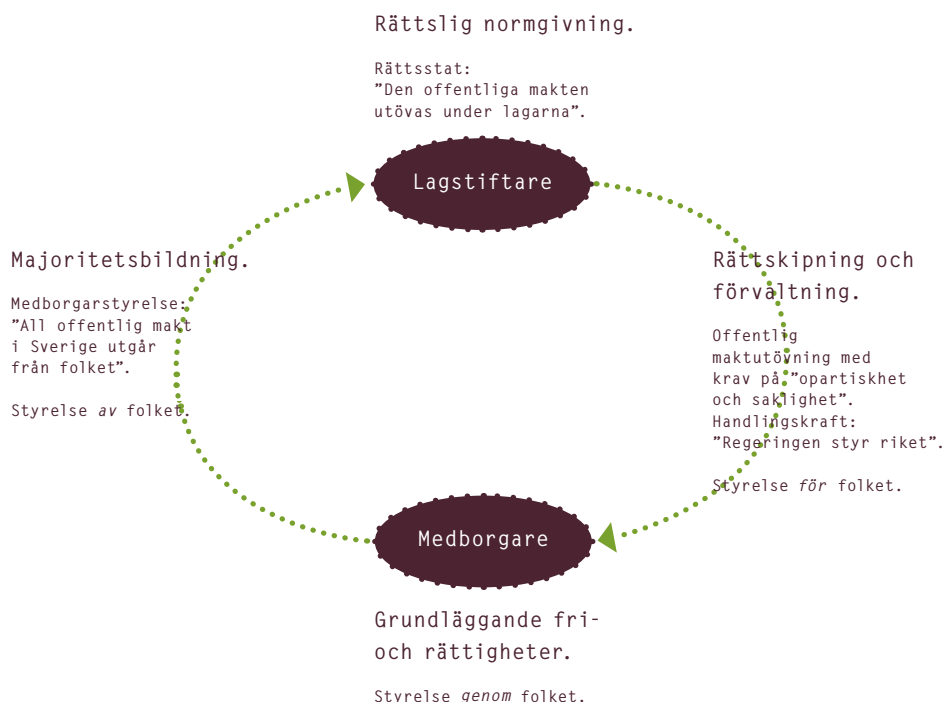 Rättslig normgivning.
Rättsstat:
”Den offentliga makten
utövas under lagarna”.
Lagstiftare
Majoritetsbildning.
Medborgarstyrelse:
”All offentlig makt
i Sverige utgår
från folket”.
Styrelse av folket.
Rättskipning och
förvaltning.
Offentlig
maktutövning med
krav på ”opartiskhet
och saklighet”.
Handlingskraft:
”Regeringen styr riket”.
Styrelse för folket.
Medborgare
Grundläggande fri-
och rättigheter.
Styrelse genom folket.